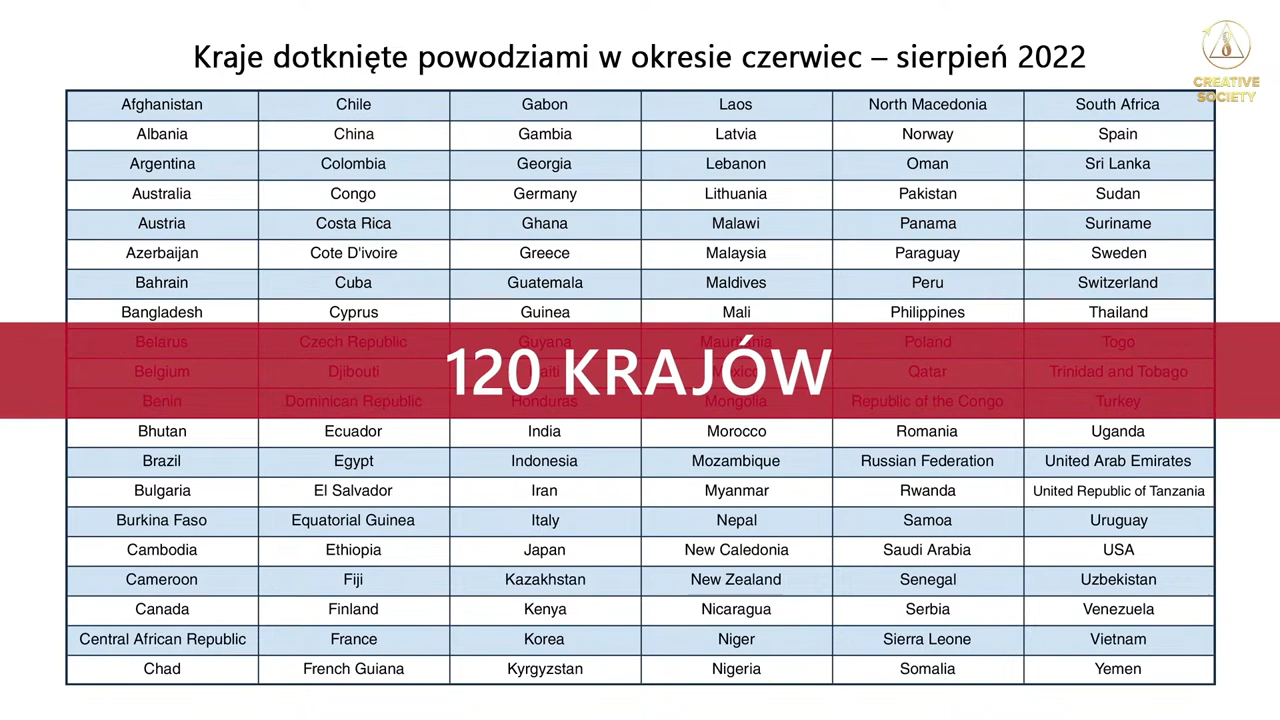 Kraje dotknięte powodziami w okresie czerwiec – sierpień 2022
CREATIVE
SOCIETY
Afghanistan Chile Gabon Laos North Macedonia South Africa
Albania China Gambia Latvia Norway Spain
Argentina Colombia Georgia Lebanon Oman Sri Lanka
Australia Congo Germany Lithuania Pakistan Sudan
Austria Costa Rica Ghana Malawi Panama Suriname
Azerbaijan Cote D'ivoire Greece Malaysia Paraguay Sweden
Bahrain Cuba Guatemala Maldives Peru Switzerland
Bangladesh Cyprus Guinea Mali Philippines Thailand
Belarus Czech Republic Guyana Mauritania Poland Togo
Belgium Djibouti Haiti Mexico Qatar Trinidad and Tobago
Benin Dominican Republic Honduras Mongolia Republic of the Congo Turkey
120 KRAJÓW
Bhutan Ecuador India Morocco Romania Uganda
Brazil Egypt Indonesia Mozambique Russian Federation United Arab Emirates
Bulgaria El Salvador Iran Myanmar Rwanda United Republic of Tanzania
Burkina Faso Equatorial Guinea Italy Nepal Samoa Uruguay
Cambodia Ethiopia Japan New Caledonia Saudi Arabia USA
Cameroon Fiji Kazakhstan New Zealand Senegal Uzbekistan
Canada Finland Kenya Nicaragua Serbia Venezuela
Central African Republic France Korea Niger Sierra Leone Vietnam
Chad French Guiana Kyrgyzstan Nigeria Somalia Yemen